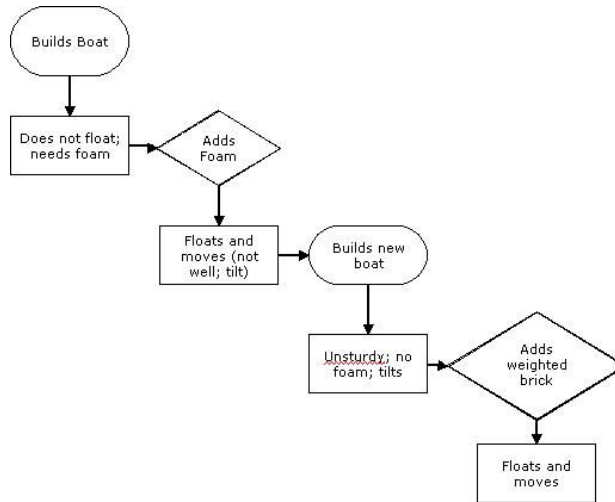 Builds Boat
Does not float;
needs foam
Adds
Foam
Floats and
moves (not
well; tilt)
Builds new
boat
Unsturdy; no
foam; tilts
Adds
weighted
brick
Floats and
moves